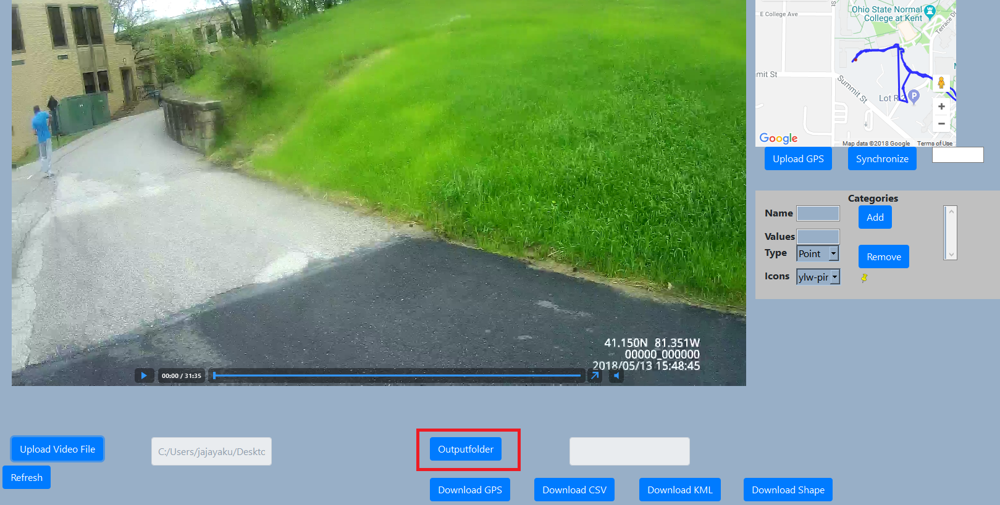 E College Ave
St
Ohio State Normal
College at Kent
Terrace Dr
mit St
Summit St
Lot R
P
+
−
Google
Map data ©2018 Google
Terms of Use
Upload GPS
Synchronize
Categories
Name
Add
Values
Type
Point
Remove
Icons
ylw-pir
41.150N 81.351W
00000_000000
2018/05/13 15:48:45
00:00 / 31:35
Upload Video File
C:/Users/jajayaku/Deskto
Outputfolder
Refresh
Download GPS
Download CSV
Download KML
Download Shape